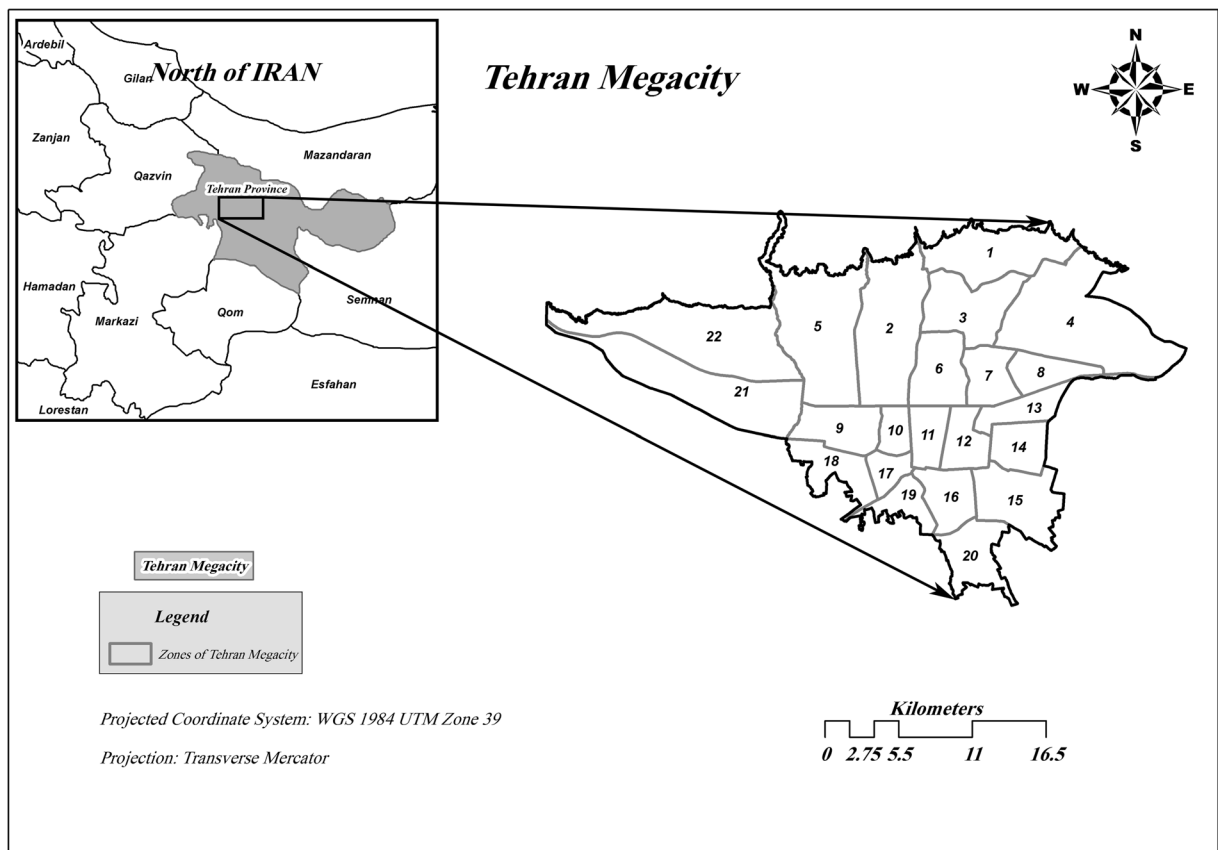 Ardebil
Gilan
North of IRAN
Zanjan
Qazvin
Mazandaran
Tehran Province
Hamadan
Markazi
Qom
Semnan
Esfahan
Lorestan
Tehran Megacity
N
W E
S
1
2
3
4
5
6
7
8
22
21
9
10
11
12
13
14
18
17
19
16
15
20
Tehran Megacity
Legend
Zones of Tehran Megacity
Projected Coordinate System: WGS 1984 UTM Zone 39
Projection: Transverse Mercator
Kilometers
0 2.75 5.5 11 16.5